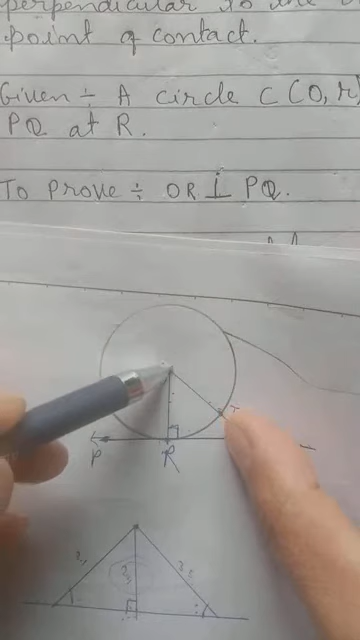 perpendicular to the
point of contact.
Given ÷ A circle C(O, r)
PQ at R.
To Prove ÷ OR ⊥ PQ.
P R